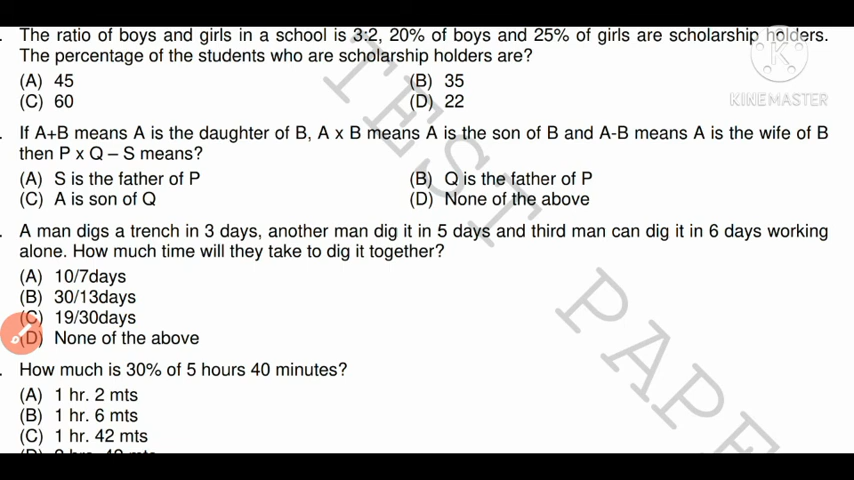 . The ratio of boys and girls in a school is 3:2, 20% of boys and 25% of girls are scholarship holders.
The percentage of the students who are scholarship holders are?
(A) 45 (B) 35
(C) 60 (D) 22
KINEMASTER
. If A+B means A is the daughter of B, A x B means A is the son of B and A-B means A is the wife of B
then P x Q – S means?
(A) S is the father of P (B) Q is the father of P
(C) A is son of Q (D) None of the above
. A man digs a trench in 3 days, another man dig it in 5 days and third man can dig it in 6 days working
alone. How much time will they take to dig it together?
(A) 10/7days
(B) 30/13days
(C) 19/30days
(D) None of the above
. How much is 30% of 5 hours 40 minutes?
(A) 1 hr. 2 mts
(B) 1 hr. 6 mts
(C) 1 hr. 42 mts
TEST PAPE